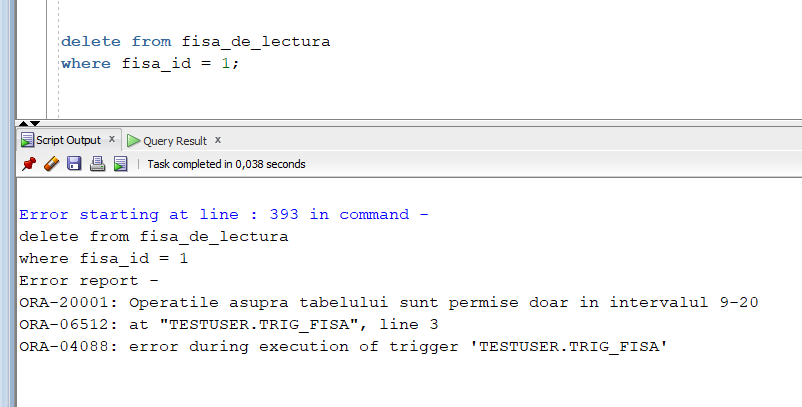 delete from fisa_de_lectura
where fisa_id = 1;
Script Output x Query Result x
Task completed in 0,038 seconds
Error starting at line : 393 in command -
delete from fisa_de_lectura
where fisa_id = 1
Error report -
ORA-20001: Operatile asupra tabelului sunt permise doar in intervalul 9-20
ORA-06512: at "TESTUSER.TRIG_FISA", line 3
ORA-04088: error during execution of trigger 'TESTUSER.TRIG_FISA'